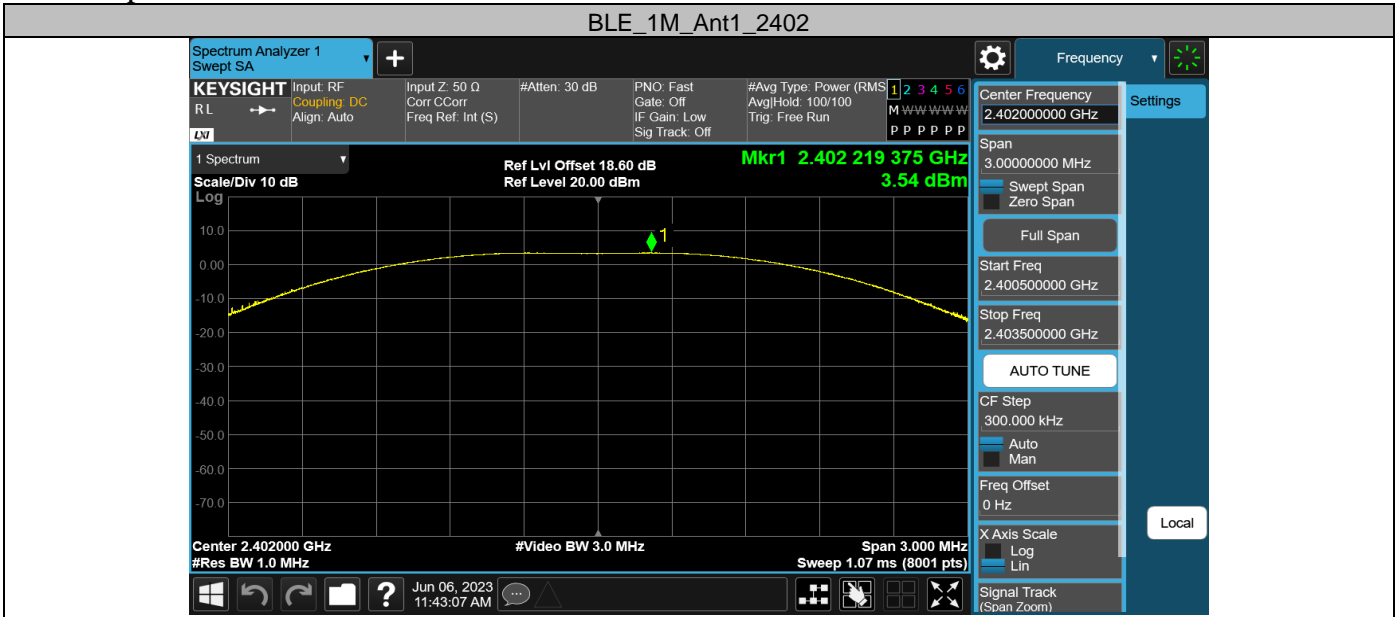 BLE_1M_Ant1_2402
Spectrum Analyzer 1
Swept SA
+
Frequency
KEYSIGHT
RL
LXI
Input: RF
Coupling: DC
Align: Auto
Input Z: 50 Ω
Corr CCorr
Freq Ref: Int (S)
#Atten: 30 dB
PNO: Fast
Gate: Off
IF Gain: Low
Sig Track: Off
#Avg Type: Power (RMS
Avg|Hold: 100/100
Trig: Free Run
1 2 3 4 5 6
M W W W W W
P P P P P P
1 Spectrum
Scale/Div 10 dB
Log
Ref Lvl Offset 18.60 dB
Ref Level 20.00 dBm
Mkr1 2.402 219 375 GHz
3.54 dBm
1
10.0
0.00
-10.0
-20.0
-30.0
-40.0
-50.0
-60.0
-70.0
Center 2.402000 GHz
#Res BW 1.0 MHz
#Video BW 3.0 MHz
Span 3.000 MHz
Sweep 1.07 ms (8001 pts)
Center Frequency
2.402000000 GHz
Span
3.00000000 MHz
Swept Span
Zero Span
Full Span
Start Freq
2.400500000 GHz
Stop Freq
2.403500000 GHz
AUTO TUNE
CF Step
300.000 kHz
Auto
Man
Freq Offset
0 Hz
X Axis Scale
Log
Lin
Signal Track
(Span Zoom)
Settings
Local
?
Jun 06, 2023
11:43:07 AM